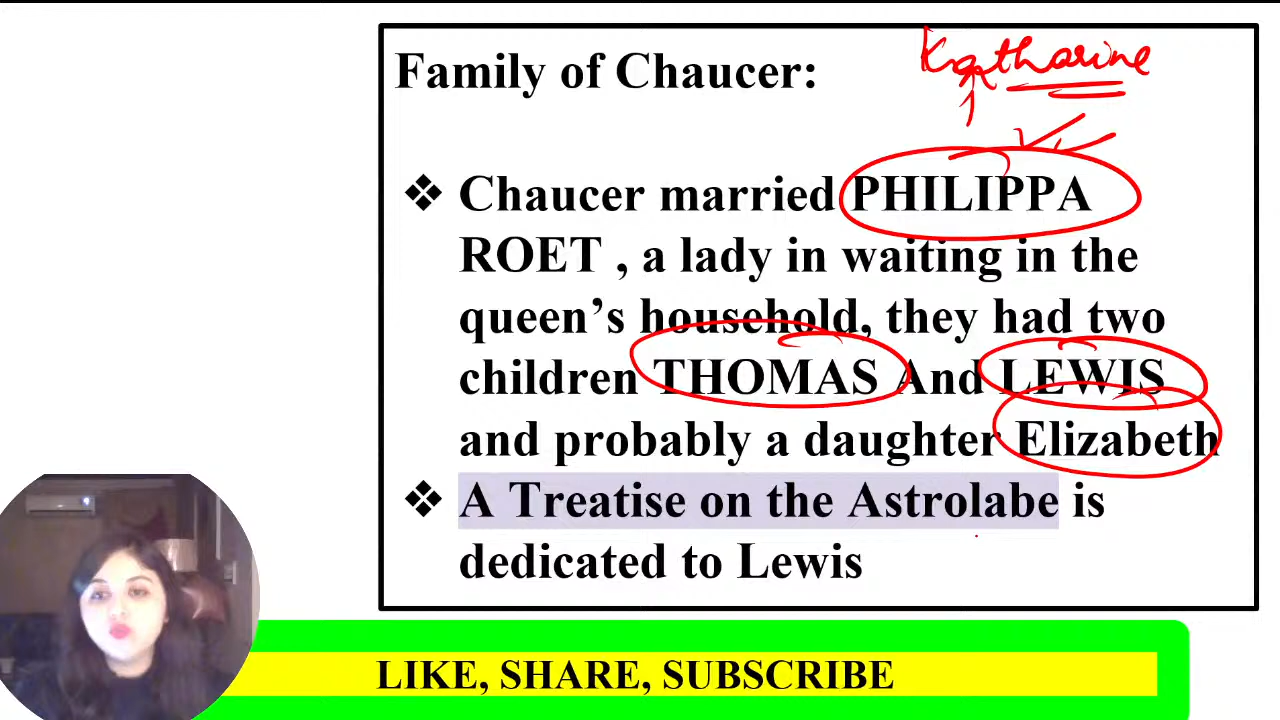 Katharine
Family of Chaucer:
❖ Chaucer married PHILIPPA
ROET , a lady in waiting in the
queen’s household, they had two
children THOMAS And LEWIS
and probably a daughter Elizabeth
❖ A Treatise on the Astrolabe is
dedicated to Lewis
LIKE, SHARE, SUBSCRIBE